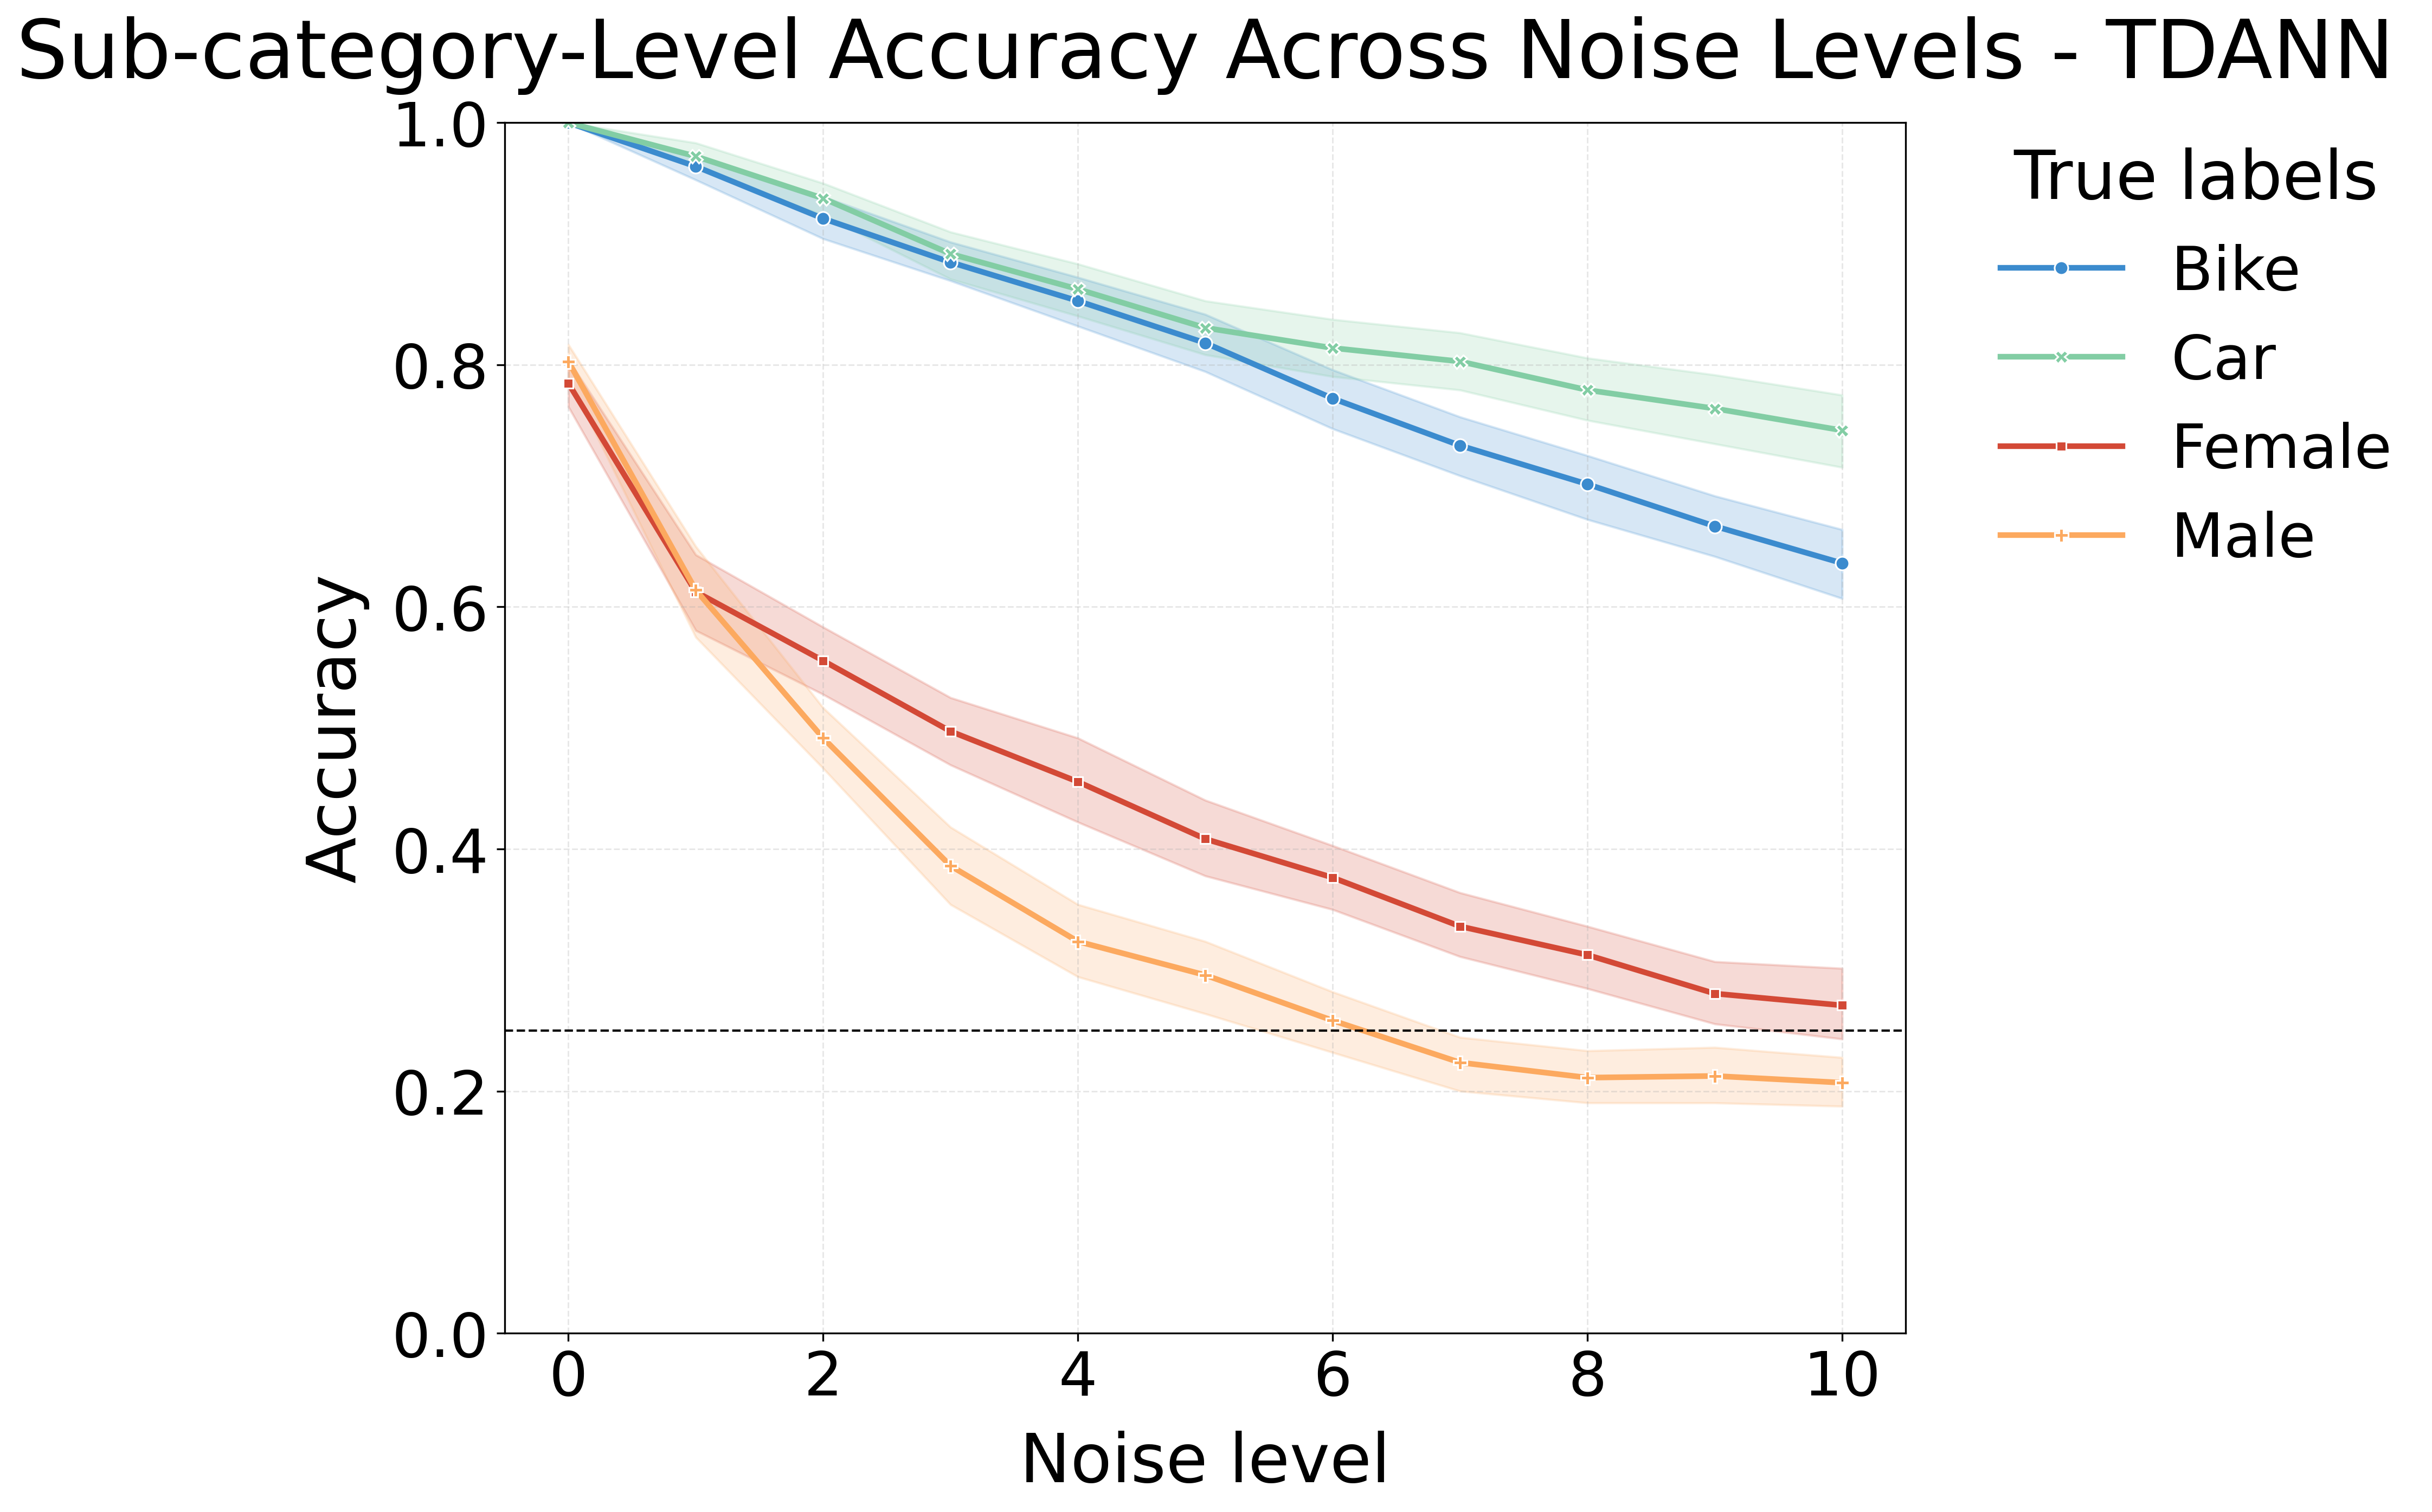 Sub-category-Level Accuracy Across Noise Levels - TDANN
1.0
0.8
0.6
0.4
0.2
0.0
Accuracy
0 2 4 6 8 10
Noise level
True labels
Bike
Car
Female
Male